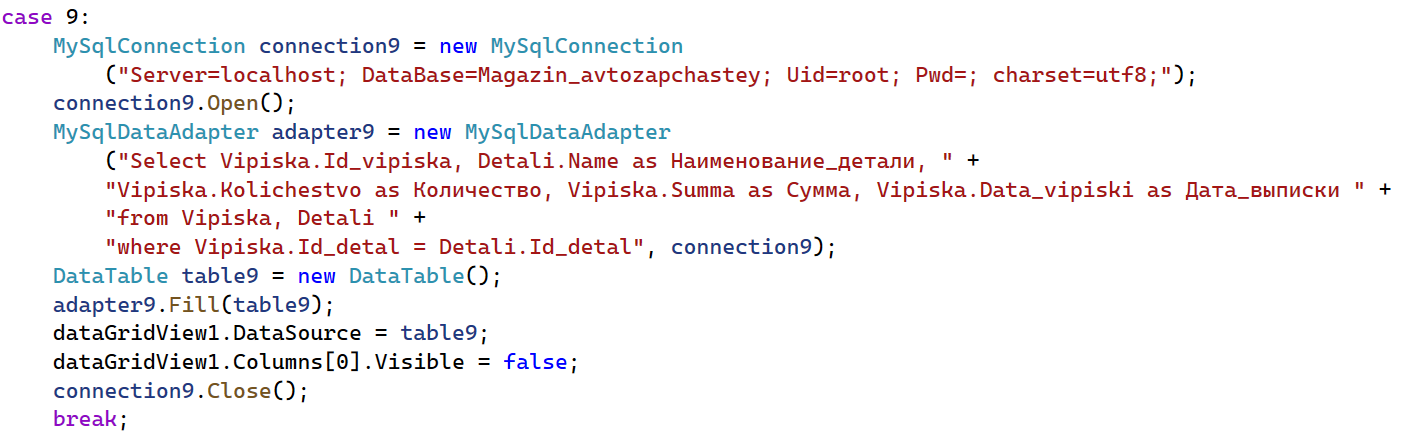 case 9:
    MySqlConnection connection9 = new MySqlConnection
        ("Server=localhost; DataBase=Magazin_avtozapchastey; Uid=root; Pwd=; charset=utf8;");
    connection9.Open();
    MySqlDataAdapter adapter9 = new MySqlDataAdapter
        ("Select Vipiska.Id_vipiska, Detali.Name as Наименование_детали, " +
        "Vipiska.Kolichestvo as Количество, Vipiska.Summa as Сумма, Vipiska.Data_vipiski as Дата_выписки " +
        "from Vipiska, Detali " +
        "where Vipiska.Id_detal = Detali.Id_detal", connection9);
    DataTable table9 = new DataTable();
    adapter9.Fill(table9);
    dataGridView1.DataSource = table9;
    dataGridView1.Columns[0].Visible = false;
    connection9.Close();
    break;